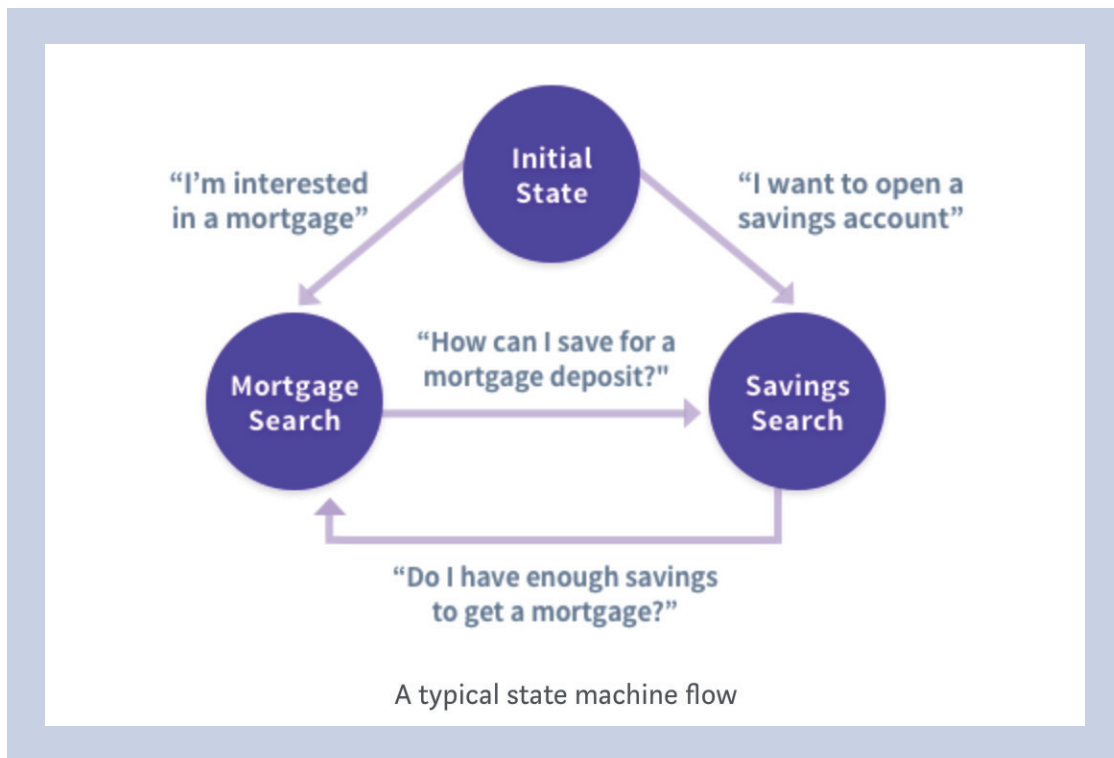 Initial
State
“I’m interested
in a mortgage”
“I want to open a
savings account”
“How can I save for a
mortgage deposit?"
Mortgage
Search
Savings
Search
“Do I have enough savings
to get a mortgage?”
A typical state machine flow